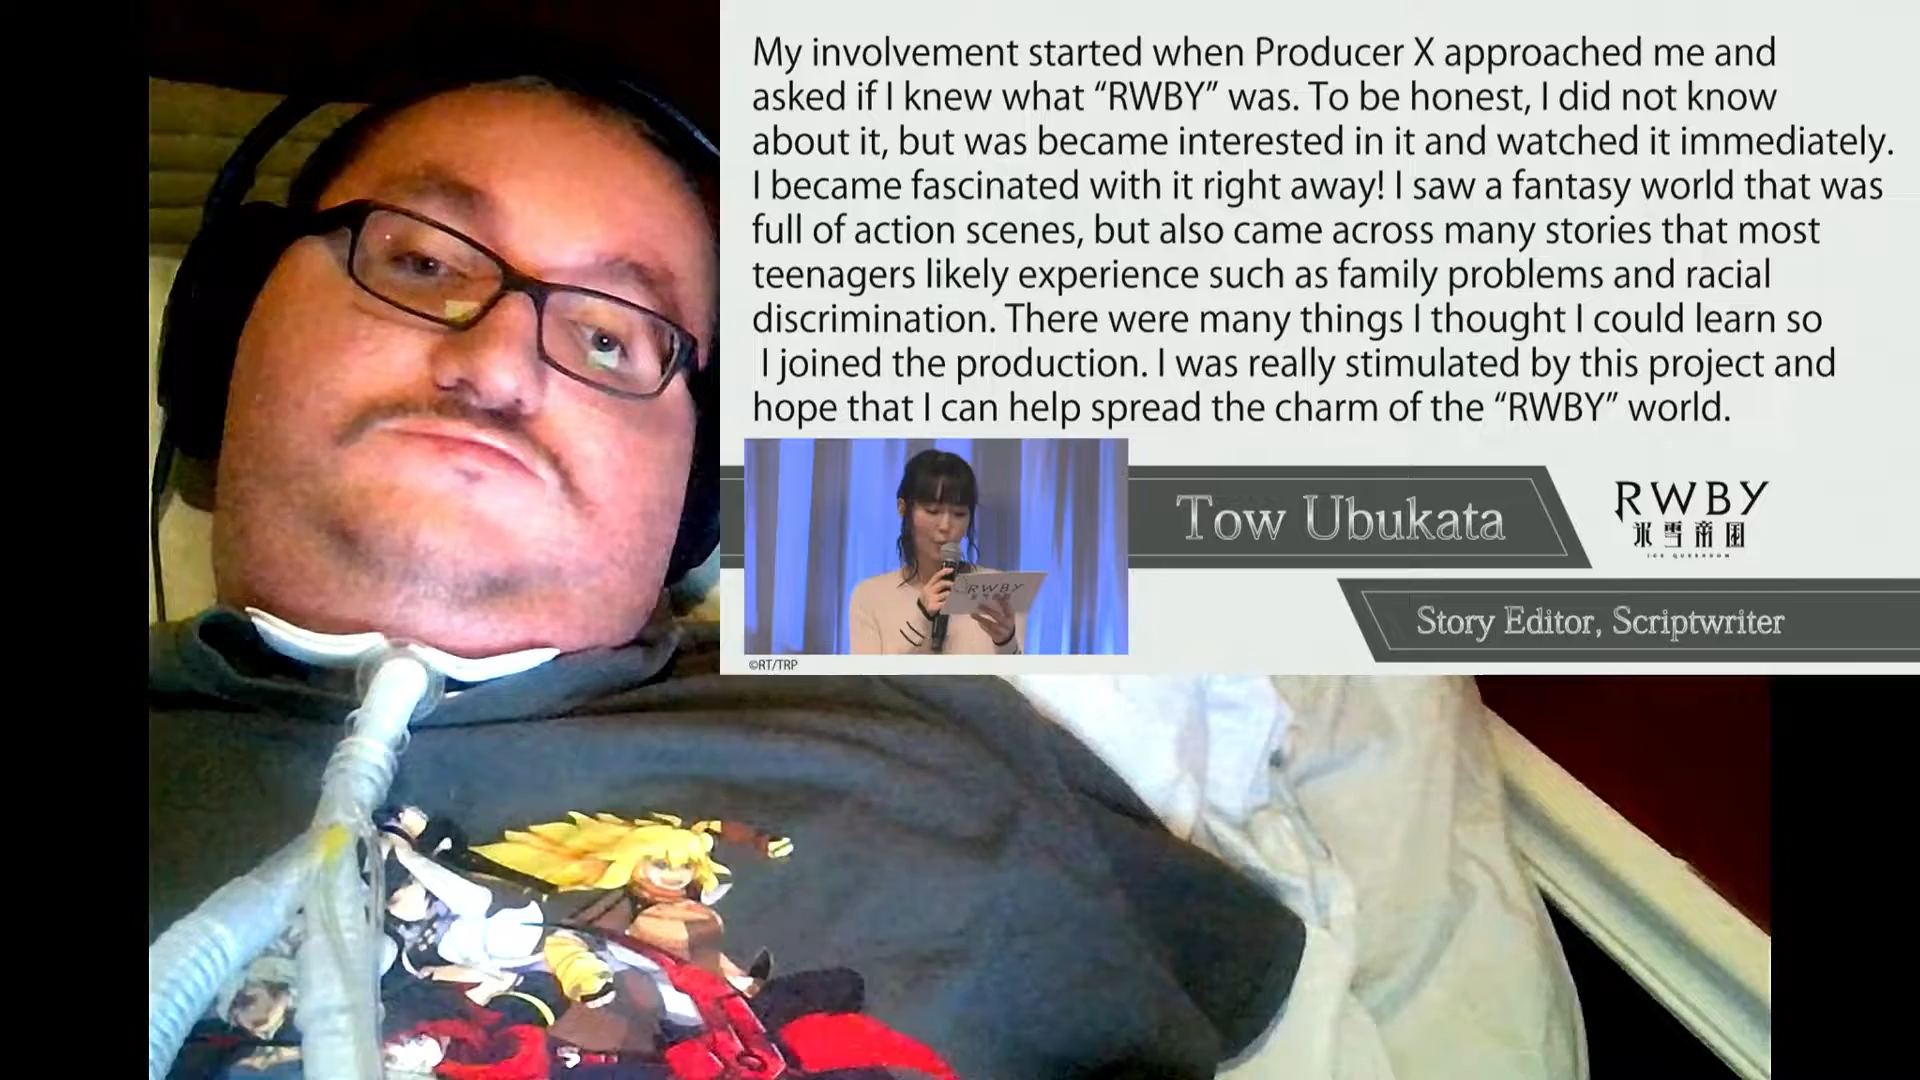 My involvement started when Producer X approached me and
asked if I knew what “RWBY” was. To be honest, I did not know
about it, but was became interested in it and watched it immediately.
I became fascinated with it right away! I saw a fantasy world that was
full of action scenes, but also came across many stories that most
teenagers likely experience such as family problems and racial
discrimination. There were many things I thought I could learn so
I joined the production. I was really stimulated by this project and
hope that I can help spread the charm of the “RWBY” world.
Tow Ubukata
RWBY
氷雪帝国
ICE QUEENDOM
Story Editor, Scriptwriter
RWBY
©RT/TRP